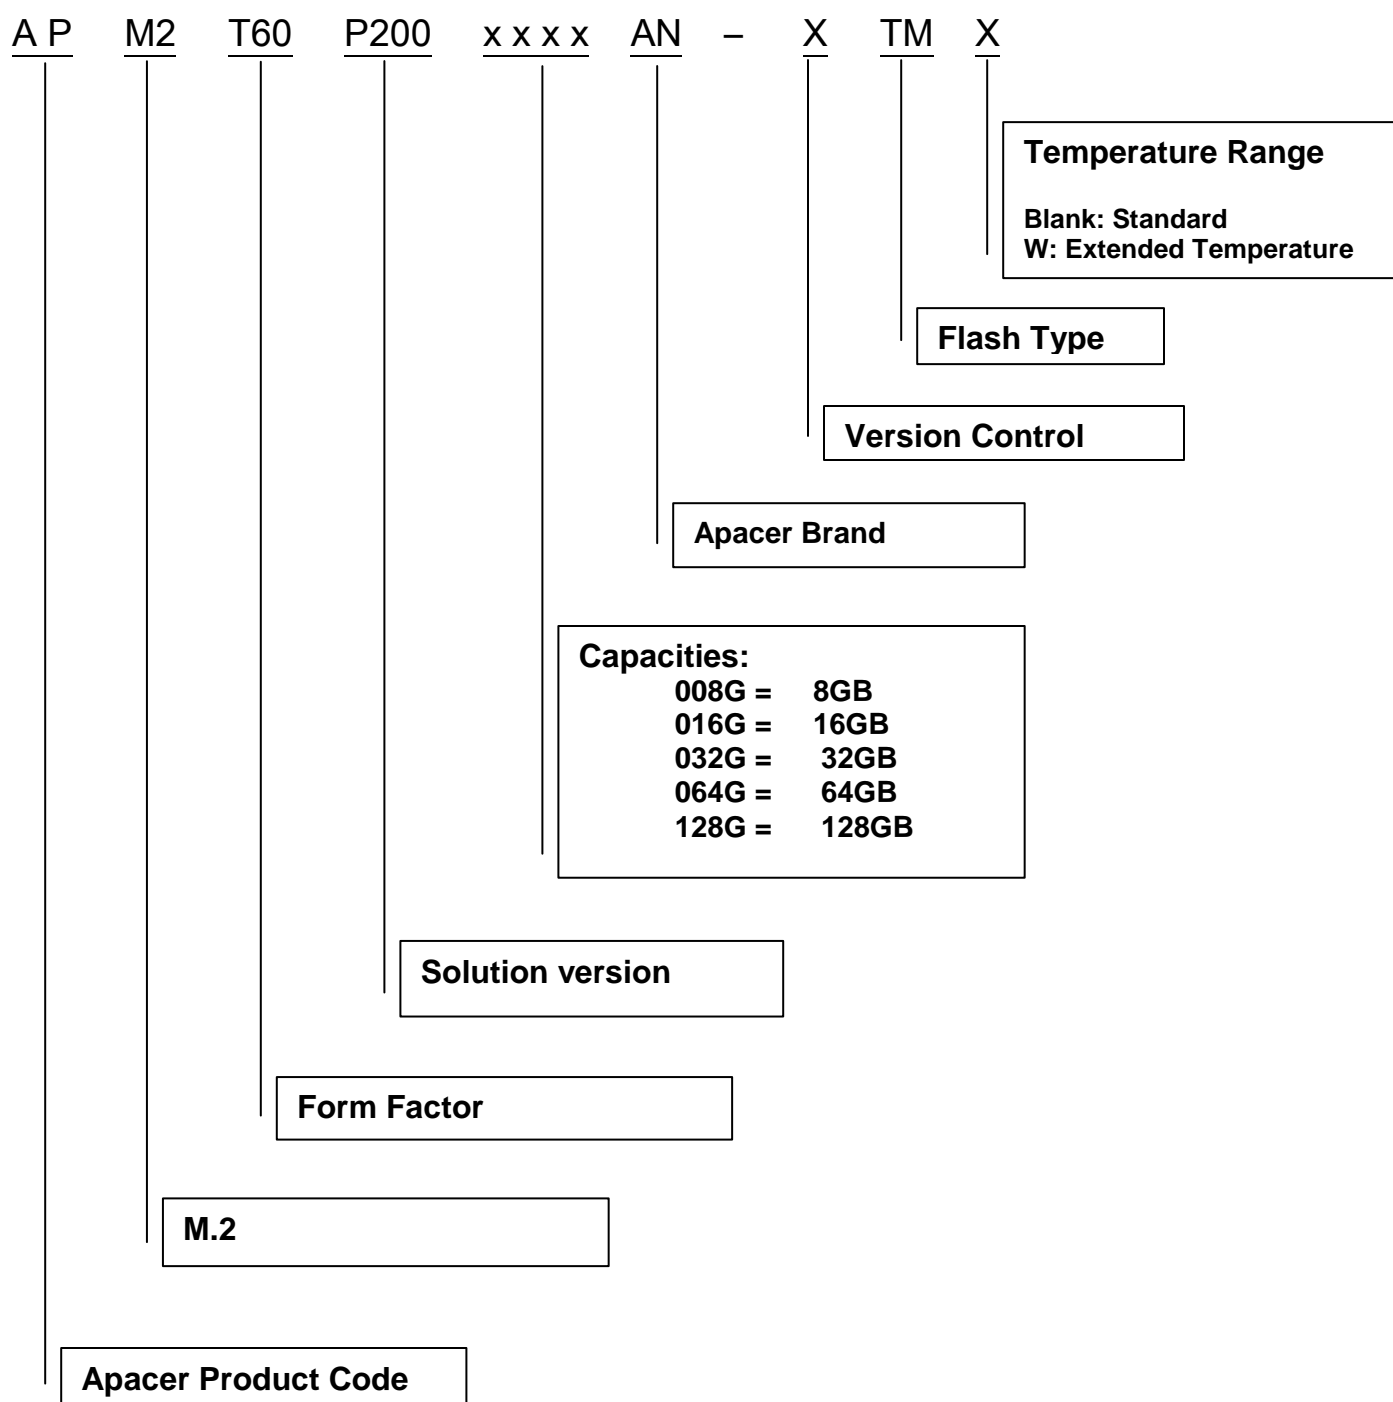 A P M2 T60 P200 x x x x AN – X TM X
Temperature Range
Blank: Standard
W: Extended Temperature
Flash Type
Version Control
Apacer Brand
Capacities:
008G = 8GB
016G = 16GB
032G = 32GB
064G = 64GB
128G = 128GB
Solution version
Form Factor
M.2
Apacer Product Code